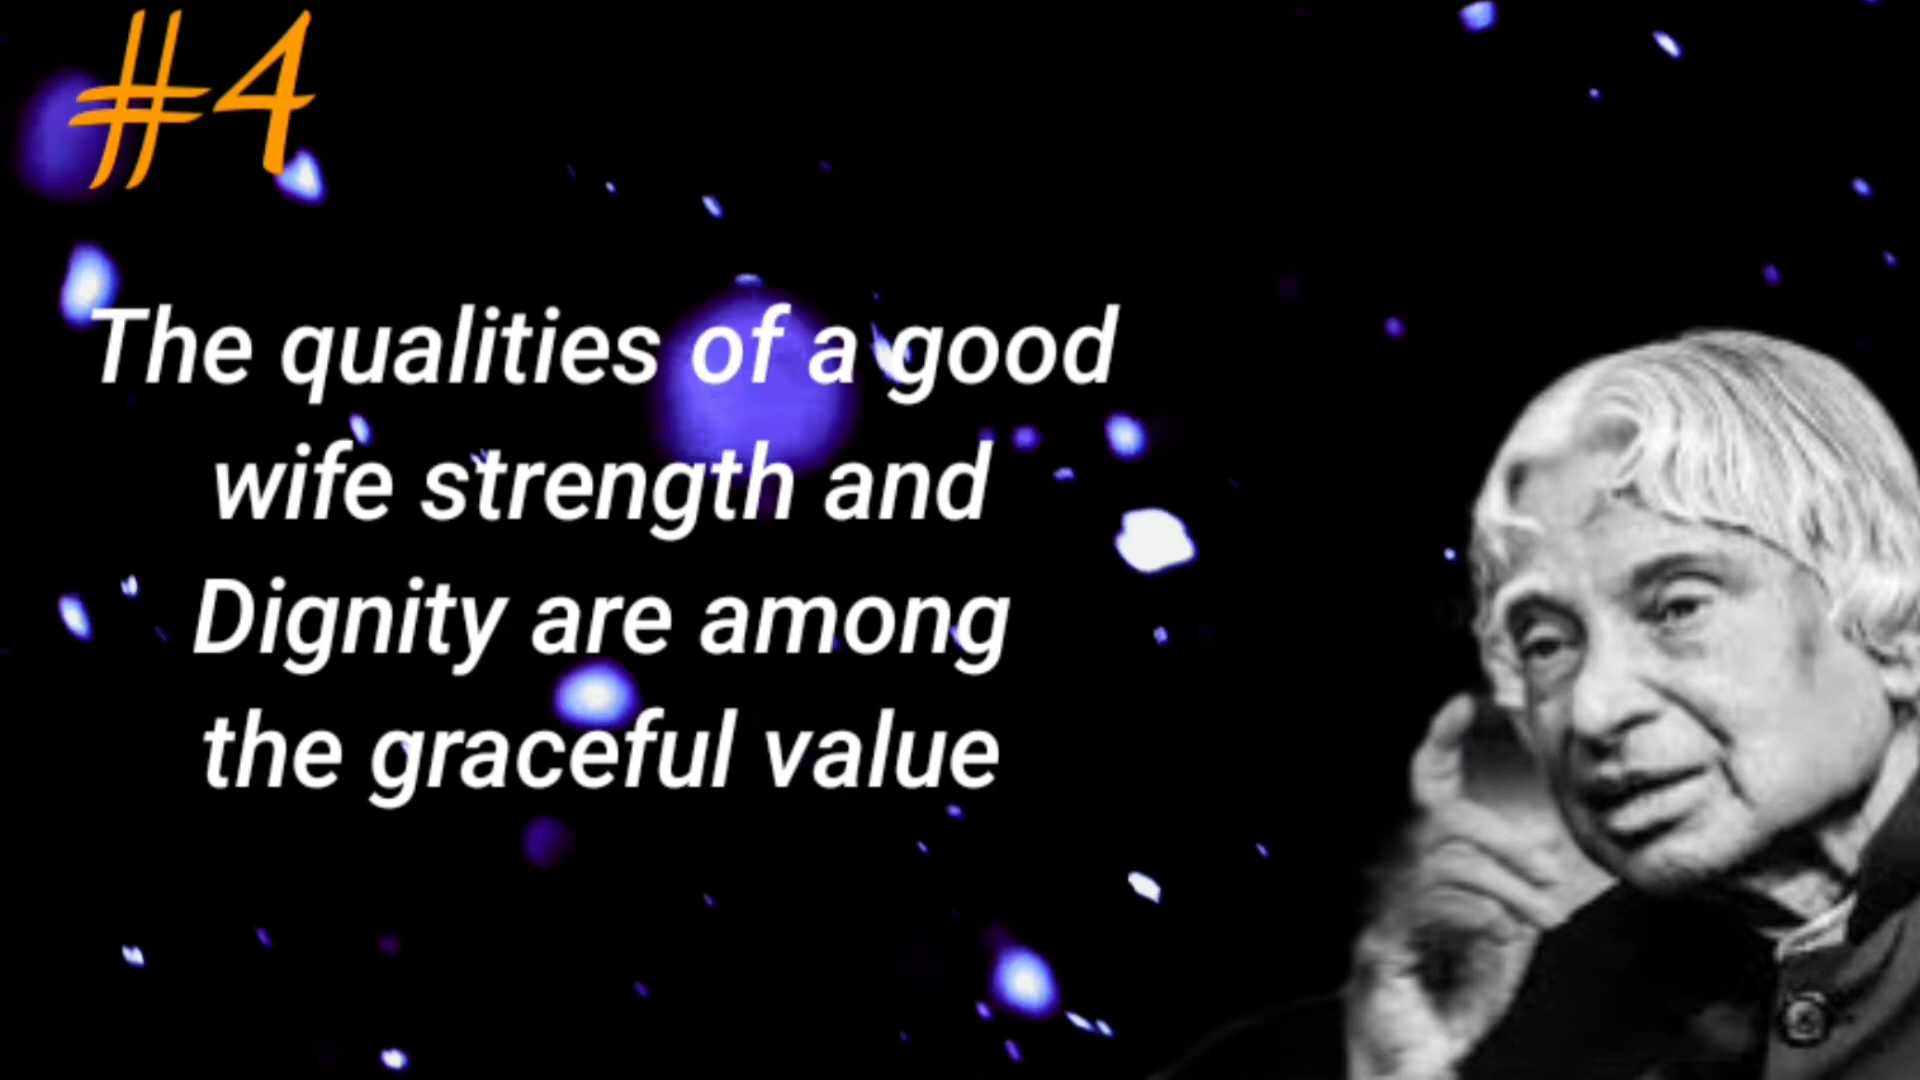 #4
The qualities of a good
wife strength and
Dignity are among
the graceful value